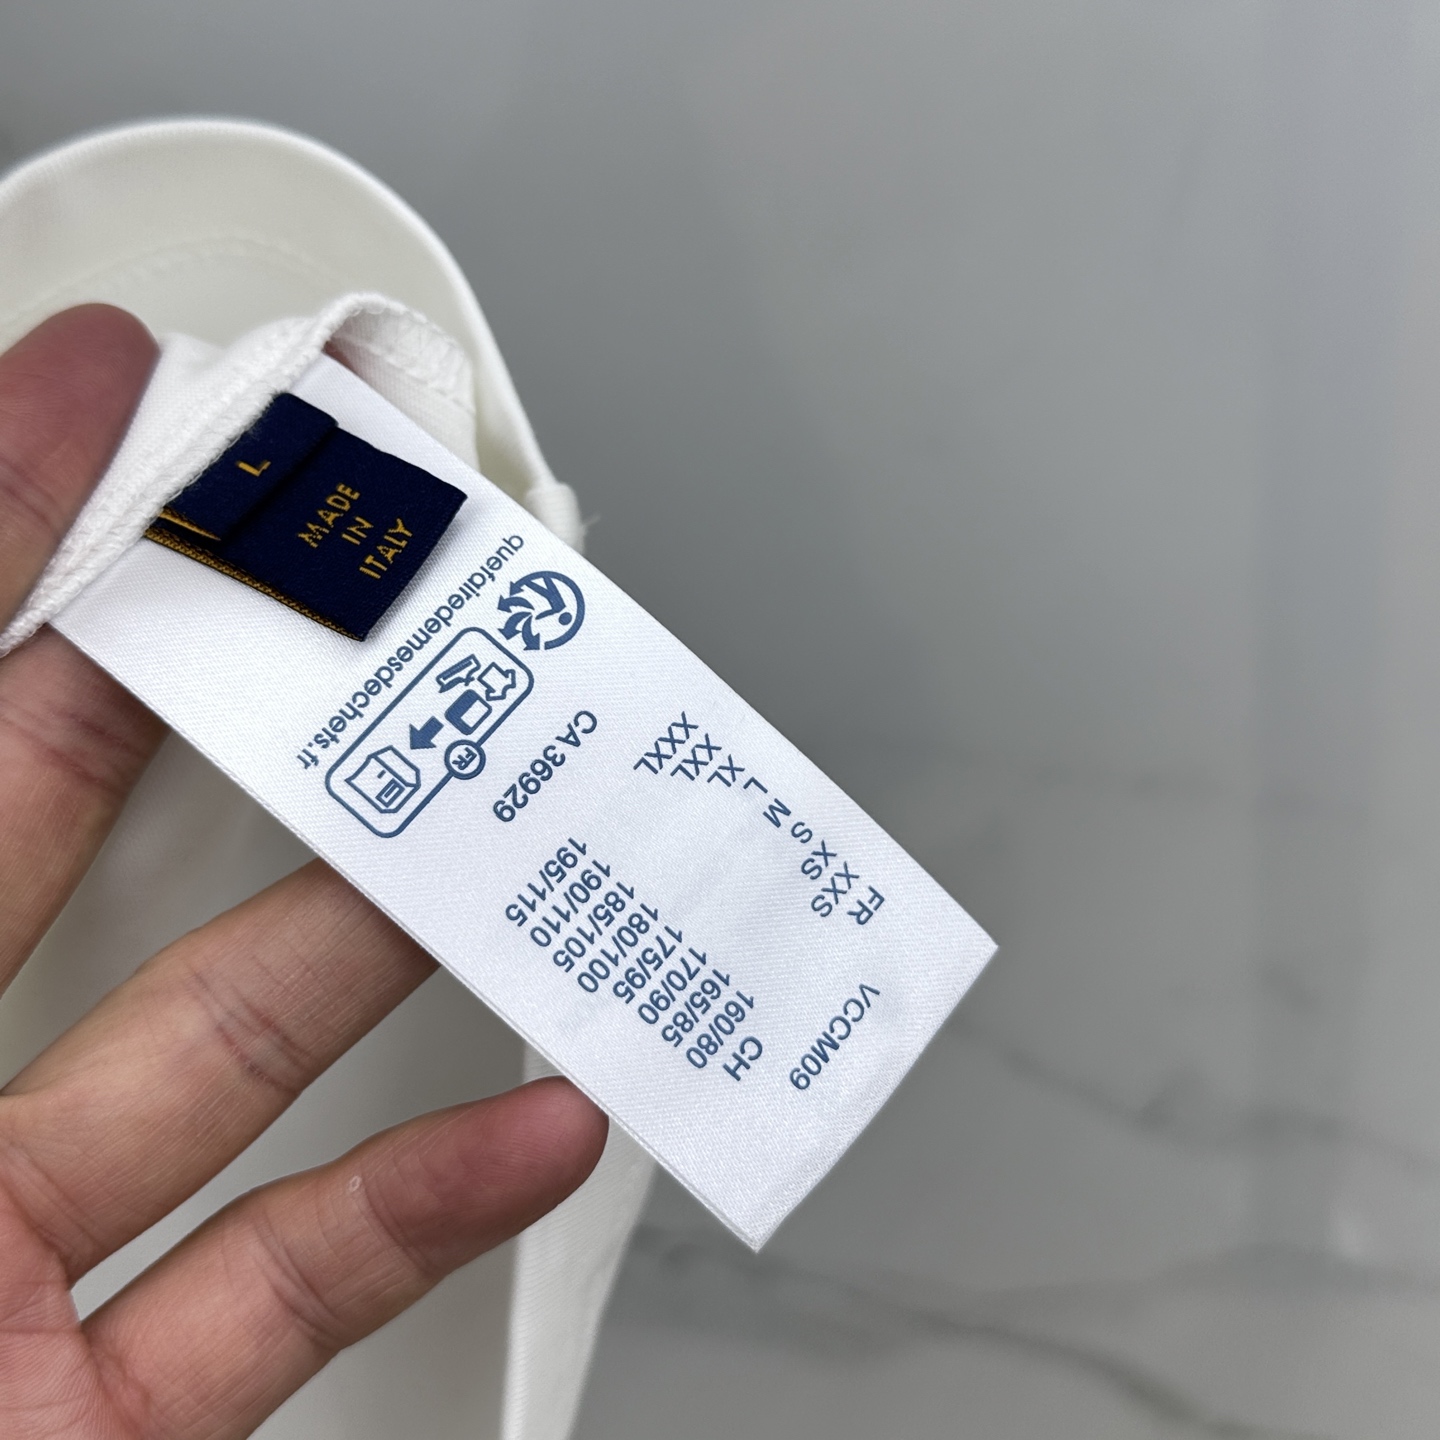 L
MADE
IN
ITALY
VCCM09
FR CH
XXS 160/80
XS 165/85
S 170/90
M 175/95
L 180/100
XL 185/105
XXL 190/110
XXXL 195/115
CA 36929
FR
quefairedemesdechets.fr